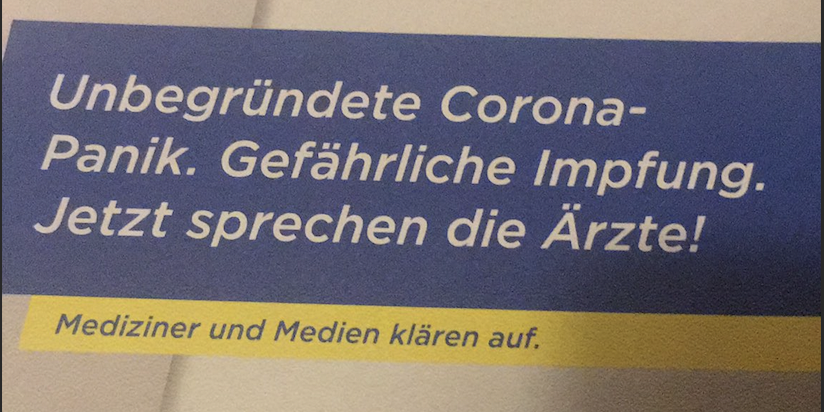 Unbegründete Corona-
Panik. Gefährliche Impfung.
Jetzt sprechen die Ärzte!
Mediziner und Medien klären auf.